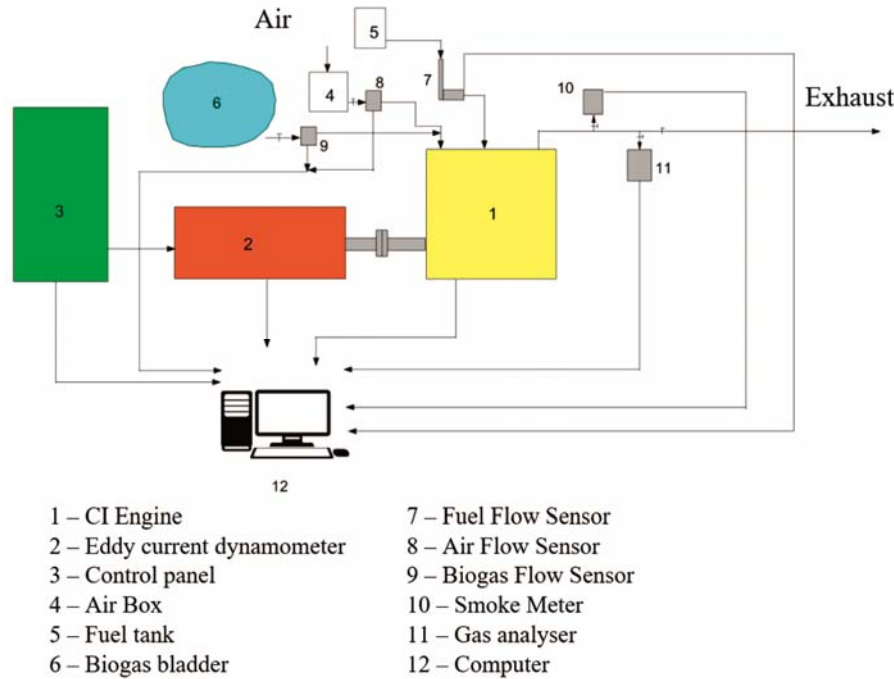 Air
5
7
8
4
10
Exhaust
6
9
11
3
2
1
12
1 – CI Engine
2 – Eddy current dynamometer
3 – Control panel
4 – Air Box
5 – Fuel tank
6 – Biogas bladder
7 – Fuel Flow Sensor
8 – Air Flow Sensor
9 – Biogas Flow Sensor
10 – Smoke Meter
11 – Gas analyser
12 – Computer